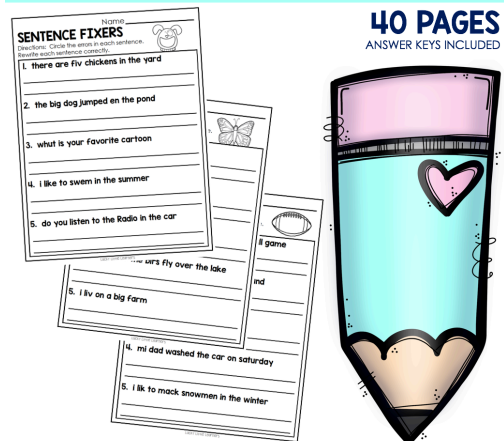 40 PAGES
ANSWER KEYS INCLUDED
Name
SENTENCE FIXERS
Directions: Circle the errors in each sentence.
Rewrite each sentence correctly.
1. there are fiv chickens in the yard
2. the big dog jumped en the pond
3. whut is your favorite cartoon
4. i like to swem in the summer
5. do you listen to the Radio in the car
birs fly over the lake
5. i liv on a big farm
ll game
ind
4. mi dad washed the car on saturday
5. i lik to mack snowmen in the winter